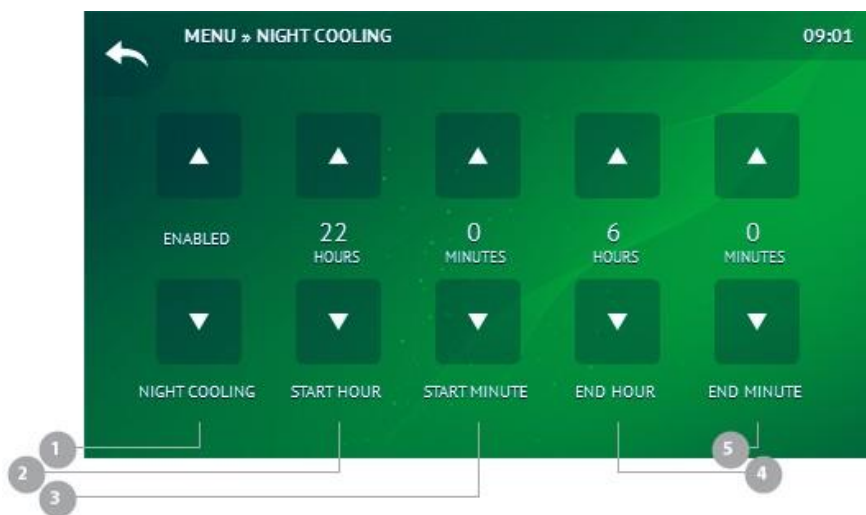 MENU » NIGHT COOLING 09:01
ENABLED 22 0 6 0
HOURS MINUTES HOURS MINUTES
NIGHT COOLING START HOUR START MINUTE END HOUR END MINUTE
1 5
2 4
3